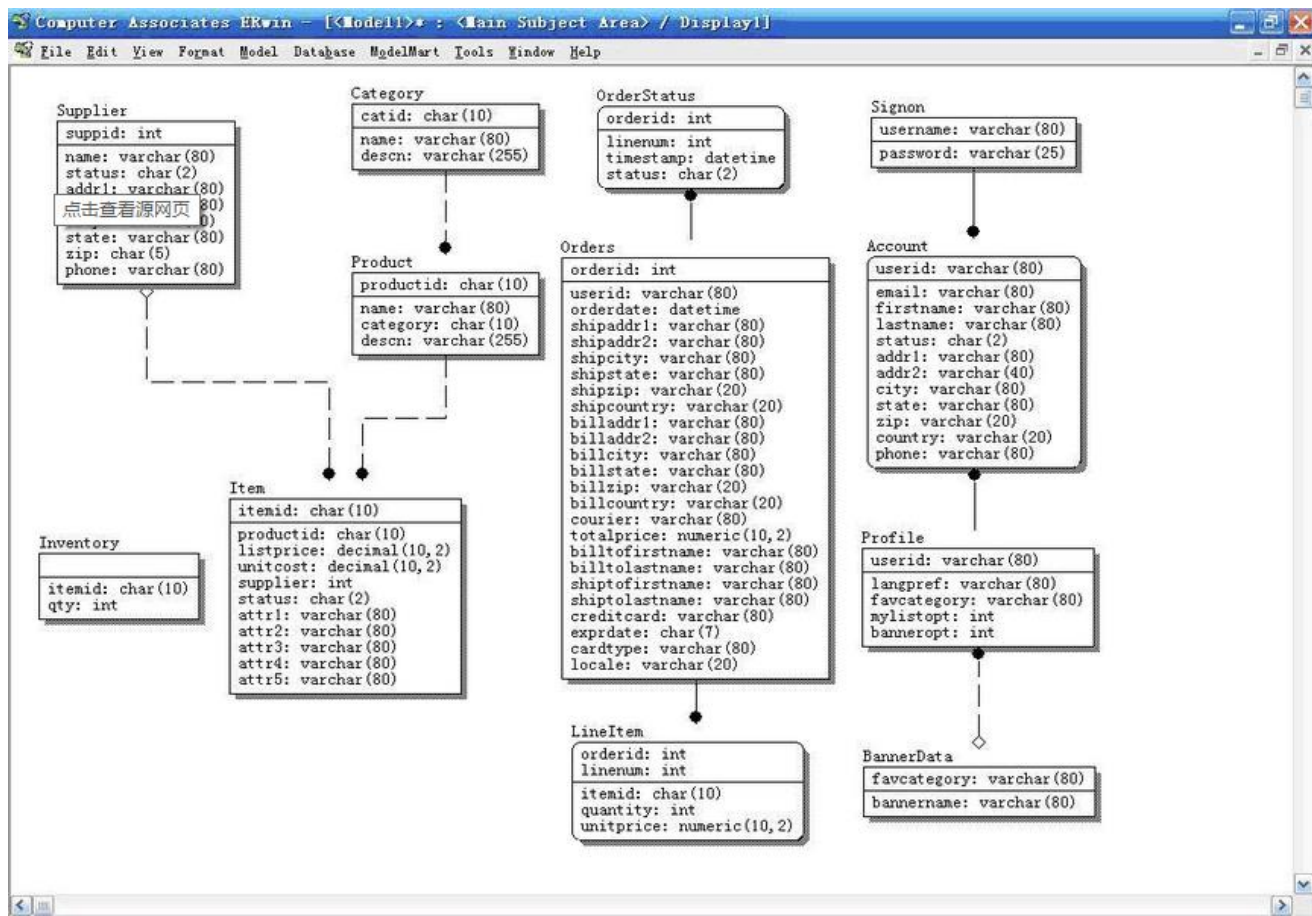 Computer Associates ERwin - [<Model1>* : <Main Subject Area> / Display1]
File Edit View Format Model Database ModelMart Tools Window Help
Supplier
suppid: int
name: varchar(80)
status: char(2)
addr1: varchar(80)
80)
点击查看源网页
0)
state: varchar(80)
zip: char(5)
phone: varchar(80)
Category
catid: char(10)
name: varchar(80)
descn: varchar(255)
Product
productid: char(10)
name: varchar(80)
category: char(10)
descn: varchar(255)
Item
itemid: char(10)
productid: char(10)
listprice: decimal(10,2)
unitcost: decimal(10,2)
supplier: int
status: char(2)
attr1: varchar(80)
attr2: varchar(80)
attr3: varchar(80)
attr4: varchar(80)
attr5: varchar(80)
Inventory
itemid: char(10)
qty: int
OrderStatus
orderid: int
linenum: int
timestamp: datetime
status: char(2)
Orders
orderid: int
userid: varchar(80)
orderdate: datetime
shipaddr1: varchar(80)
shipaddr2: varchar(80)
shipcity: varchar(80)
shipstate: varchar(80)
shipzip: varchar(20)
shipcountry: varchar(20)
billaddr1: varchar(80)
billaddr2: varchar(80)
billcity: varchar(80)
billstate: varchar(80)
billzip: varchar(20)
billcountry: varchar(20)
courier: varchar(80)
totalprice: numeric(10,2)
billtofirstname: varchar(80)
billtolastname: varchar(80)
shiptofirstname: varchar(80)
shiptolastname: varchar(80)
creditcard: varchar(80)
exprdate: char(7)
cardtype: varchar(80)
locale: varchar(20)
LineItem
orderid: int
linenum: int
itemid: char(10)
quantity: int
unitprice: numeric(10,2)
Signon
username: varchar(80)
password: varchar(25)
Account
userid: varchar(80)
email: varchar(80)
firstname: varchar(80)
lastname: varchar(80)
status: char(2)
addr1: varchar(80)
addr2: varchar(40)
city: varchar(80)
state: varchar(80)
zip: varchar(20)
country: varchar(20)
phone: varchar(80)
Profile
userid: varchar(80)
langpref: varchar(80)
favcategory: varchar(80)
mylistopt: int
banneropt: int
BannerData
favcategory: varchar(80)
bannername: varchar(80)